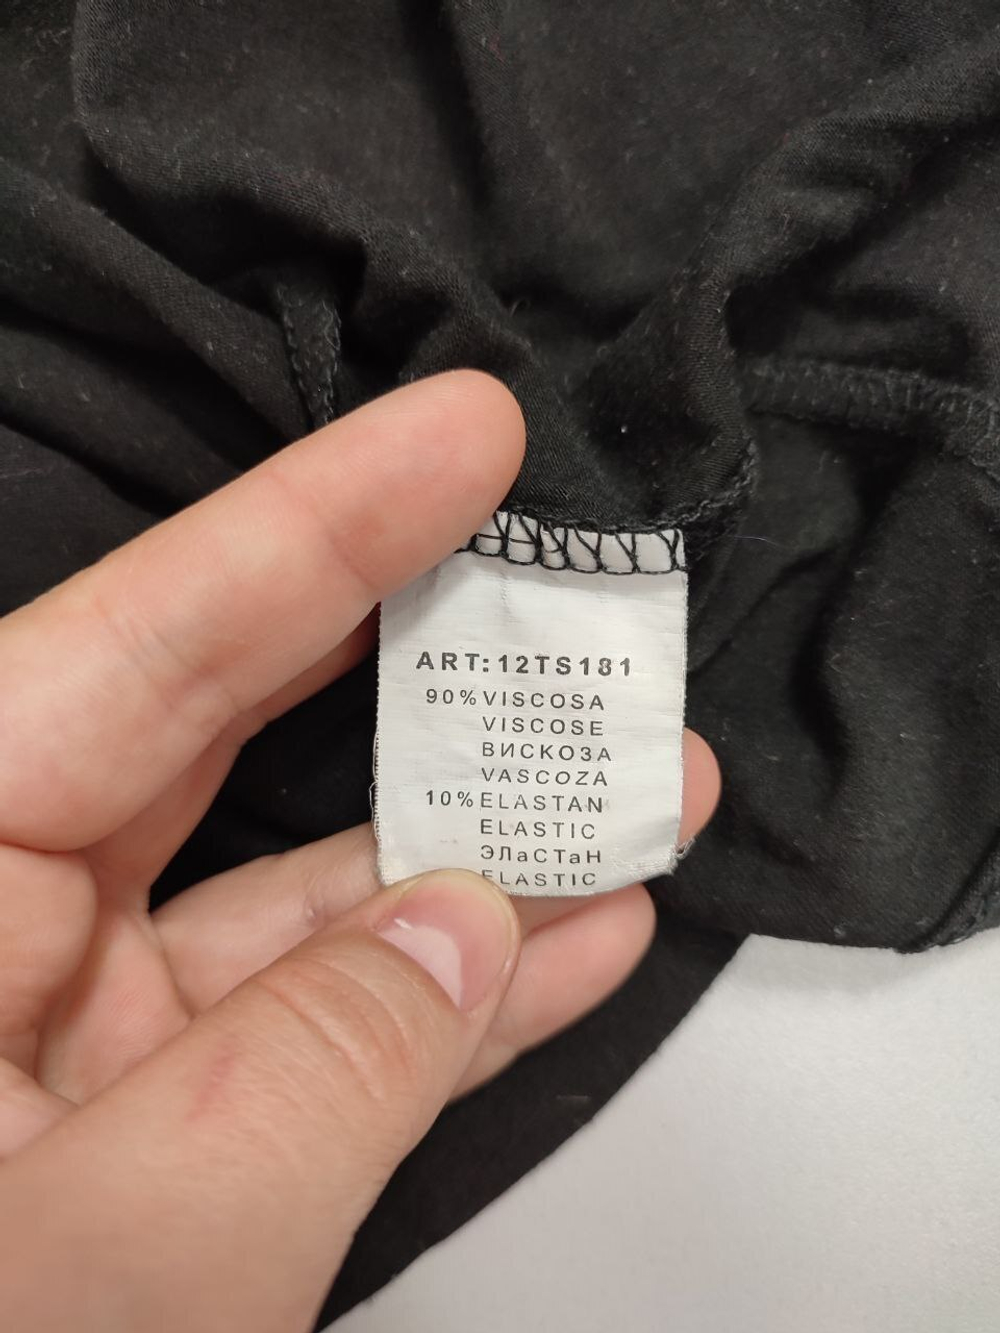 ART:12TS181
90% VISCOSA
VISCOSE
ВИСКОЗА
VASCOZA
10% ELASTAN
ELASTIC
ЭЛаСТаН
ELASTIC